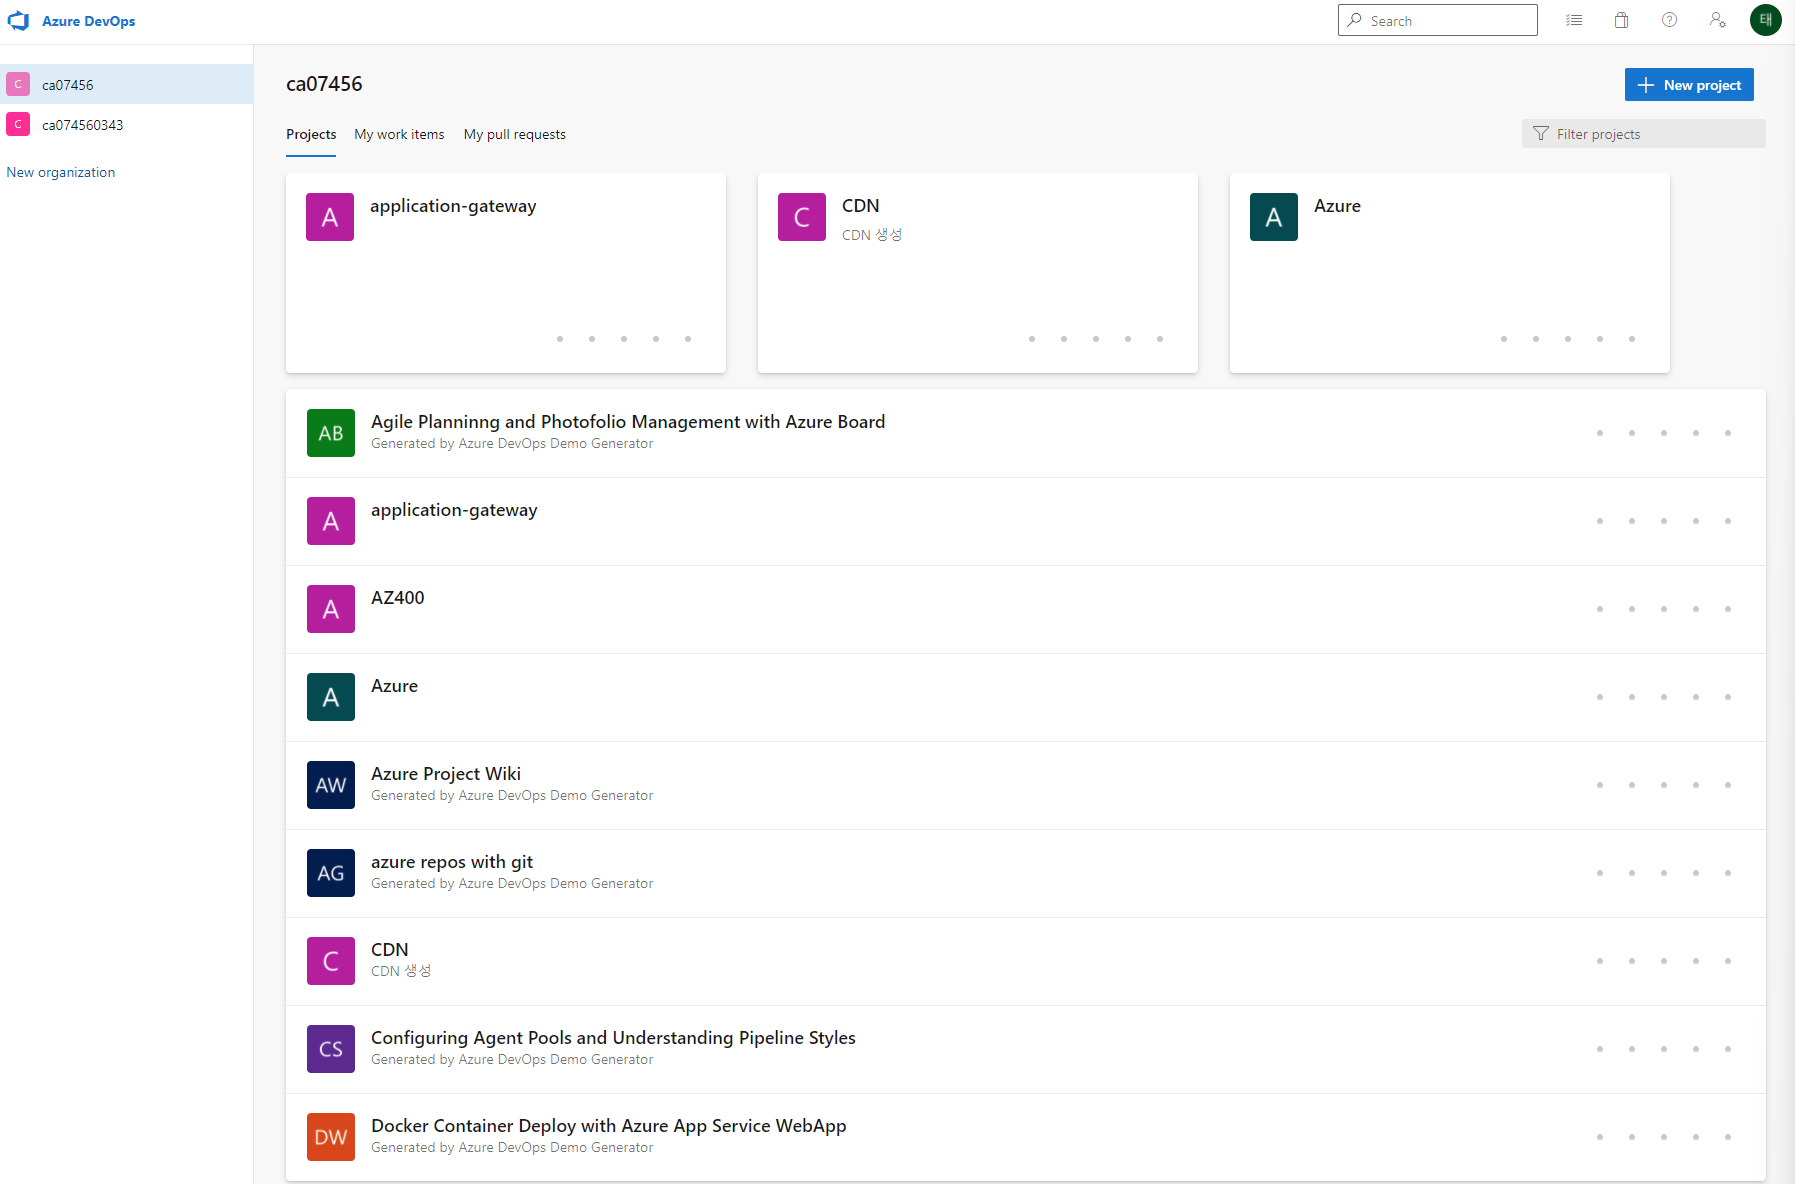 Azure DevOps
Search
태
C ca07456
C ca074560343
New organization
ca07456
New project
Projects My work items My pull requests
Filter projects
A application-gateway
C CDN
CDN 생성
A Azure
AB Agile Planninng and Photofolio Management with Azure Board
Generated by Azure DevOps Demo Generator
A application-gateway
A AZ400
A Azure
AW Azure Project Wiki
Generated by Azure DevOps Demo Generator
AG azure repos with git
Generated by Azure DevOps Demo Generator
C CDN
CDN 생성
CS Configuring Agent Pools and Understanding Pipeline Styles
Generated by Azure DevOps Demo Generator
DW Docker Container Deploy with Azure App Service WebApp
Generated by Azure DevOps Demo Generator